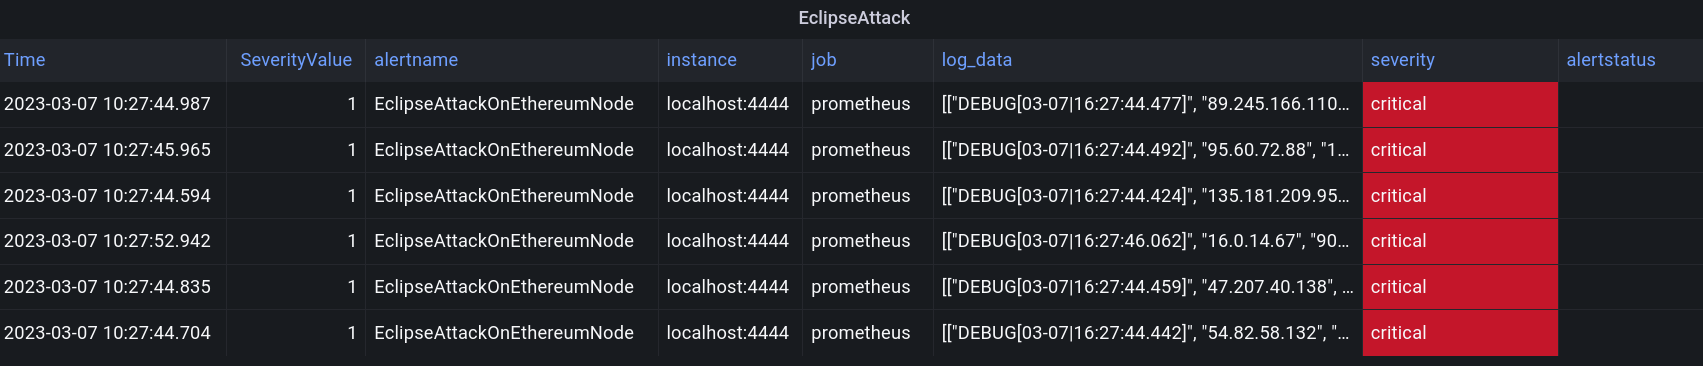 EclipseAttack
Time SeverityValue alertname instance job log_data severity alertstatus
2023-03-07 10:27:44.987 1 EclipseAttackOnEthereumNode localhost:4444 prometheus [["DEBUG[03-07|16:27:44.477]", "89.245.166.110… critical
2023-03-07 10:27:45.965 1 EclipseAttackOnEthereumNode localhost:4444 prometheus [["DEBUG[03-07|16:27:44.492]", "95.60.72.88", "1… critical
2023-03-07 10:27:44.594 1 EclipseAttackOnEthereumNode localhost:4444 prometheus [["DEBUG[03-07|16:27:44.424]", "135.181.209.95… critical
2023-03-07 10:27:52.942 1 EclipseAttackOnEthereumNode localhost:4444 prometheus [["DEBUG[03-07|16:27:46.062]", "16.0.14.67", "90… critical
2023-03-07 10:27:44.835 1 EclipseAttackOnEthereumNode localhost:4444 prometheus [["DEBUG[03-07|16:27:44.459]", "47.207.40.138", … critical
2023-03-07 10:27:44.704 1 EclipseAttackOnEthereumNode localhost:4444 prometheus [["DEBUG[03-07|16:27:44.442]", "54.82.58.132", "… critical